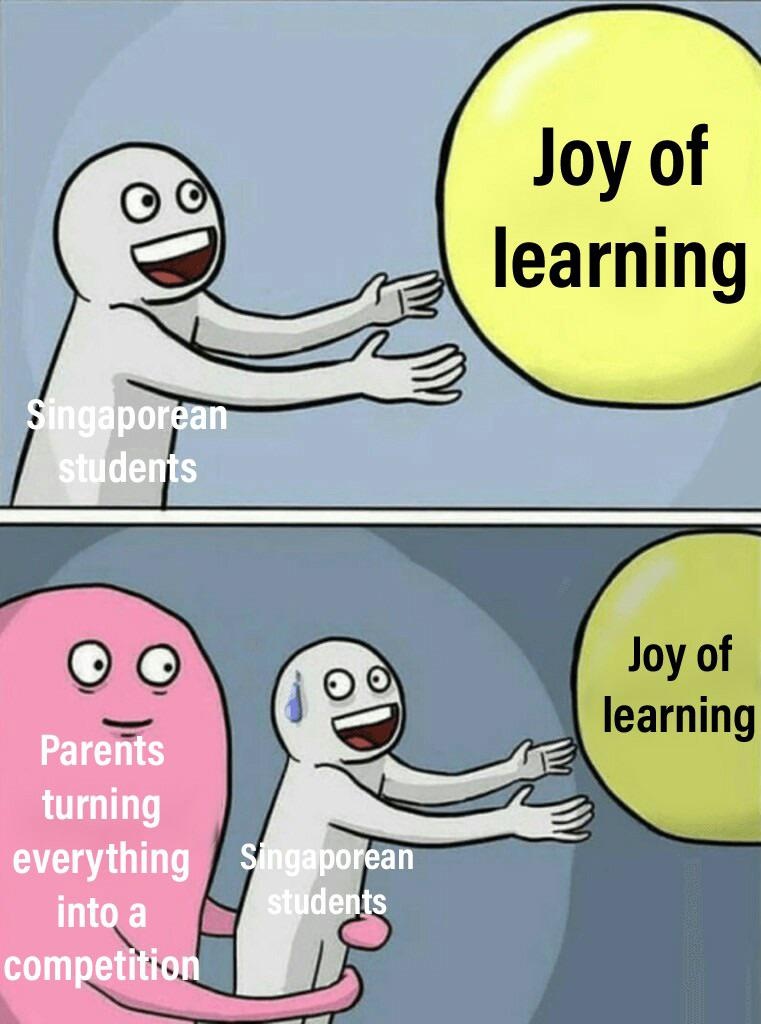 Joy of
learning
Singaporean
students
Joy of
learning
Parents
turning
everything
into a
competition
Singaporean
students